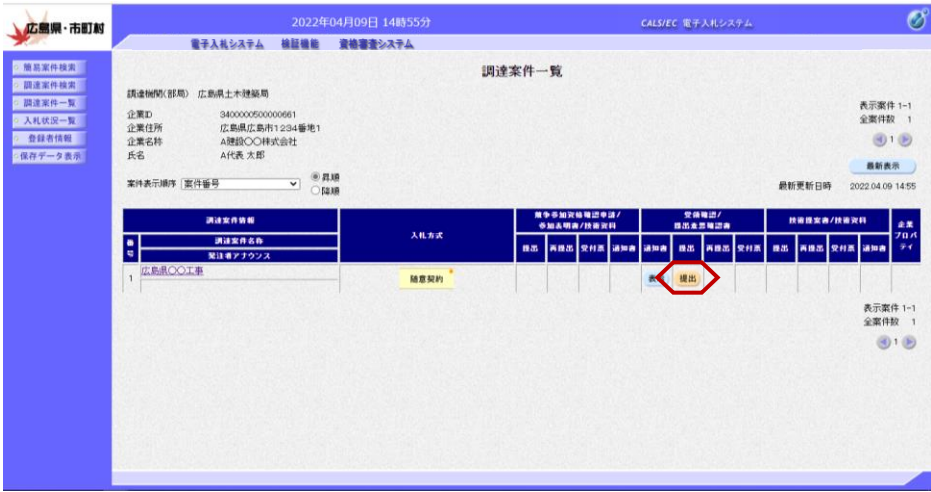 広島県・市町村
2022年04月09日 14時55分
CALS/EC 電子入札システム
電子入札システム 検証機能 資格審査システム
簡易案件検索
調達案件検索
調達案件一覧
入札状況一覧
登録者情報
保存データ表示
調達案件一覧
調達機関(部局) 広島県土木建築局
企業ID 3400000500000661
企業住所 広島県広島市1234番地1
企業名称 A建設〇〇株式会社
氏名 A代表 太郎
案件表示順序 案件番号
昇順
降順
表示案件 1-1
全案件数 1
1
最新表示
最新更新日時 2022.04.09 14:55
調達案件情報
番号
調達案件名称
発注者アナウンス
入札方式
競争参加資格確認申請/
参加表明書/技術資料
提出 再提出 受付票 通知書
受領確認/
提出意思確認書
通知書 提出 再提出 受付票
技術提案書/技術資料
提出 再提出 受付票 通知書
企業
プロパ
ティ
1 広島県〇〇工事
随意契約
提出
表示案件 1-1
全案件数 1
1